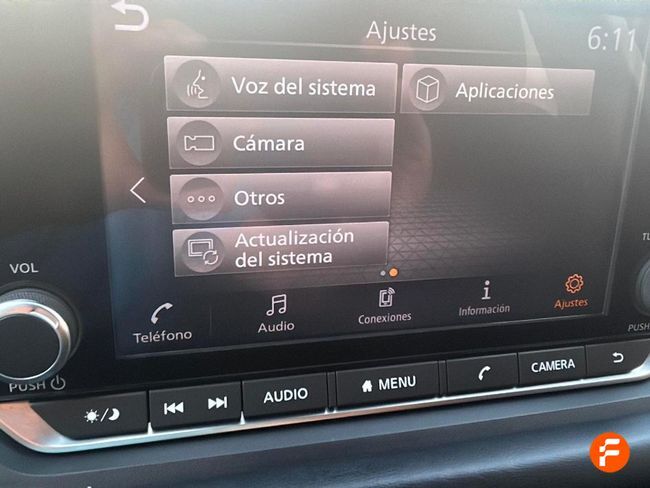 Ajustes
6:11
Voz del sistema
Aplicaciones
Cámara
Otros
Actualización
del sistema
VOL
Teléfono
Audio
Conexiones
Información
Ajustes
PUSH
AUDIO
MENU
CAMERA
PUSH